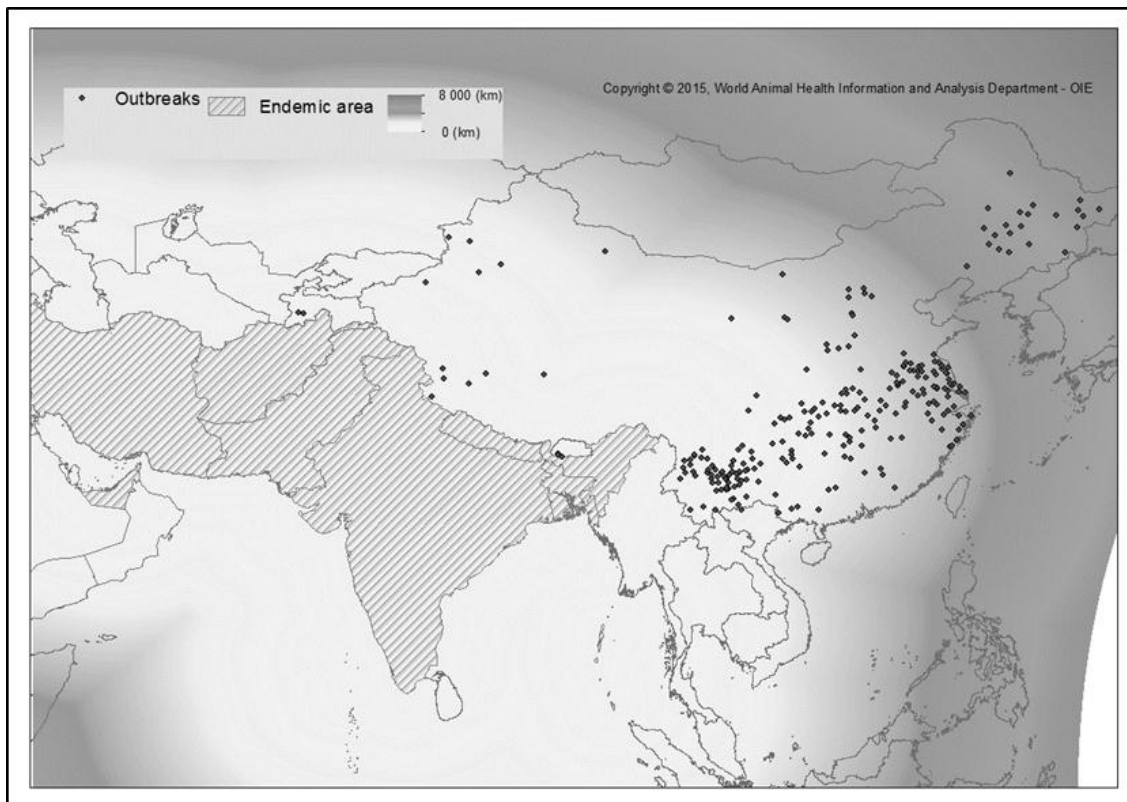 Copyright © 2015, World Animal Health Information and Analysis Department - OIE
Outbreaks
Endemic area
8 000 (km)
0 (km)